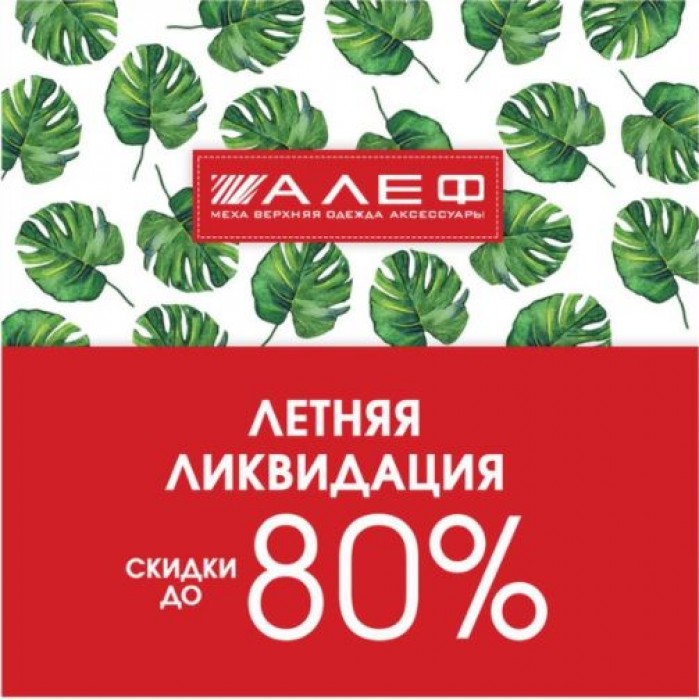 АЛЕФ
МЕХА ВЕРХНЯЯ ОДЕЖДА АКСЕССУАРЫ
ЛЕТНЯЯ
ЛИКВИДАЦИЯ
СКИДКИ
ДО 80%